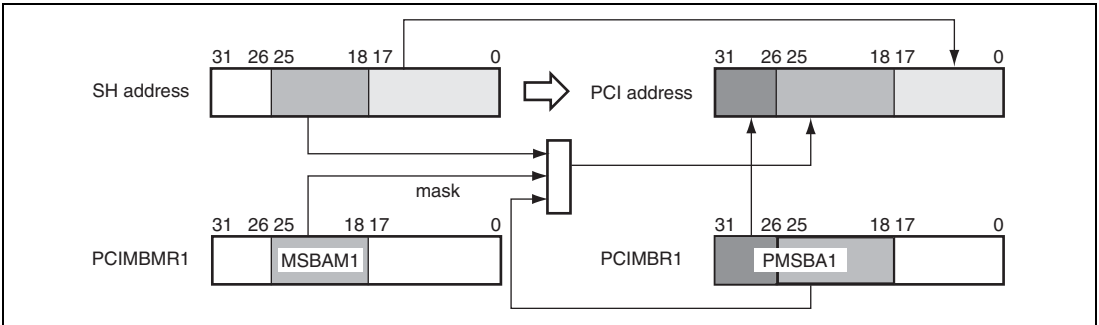 31 26 25 18 17 0
31 26 25 18 17 0
SH address
PCI address
mask
31 26 25 18 17 0
31 26 25 18 17 0
PCIMBMR1
MSBAM1
PCIMBR1
PMSBA1